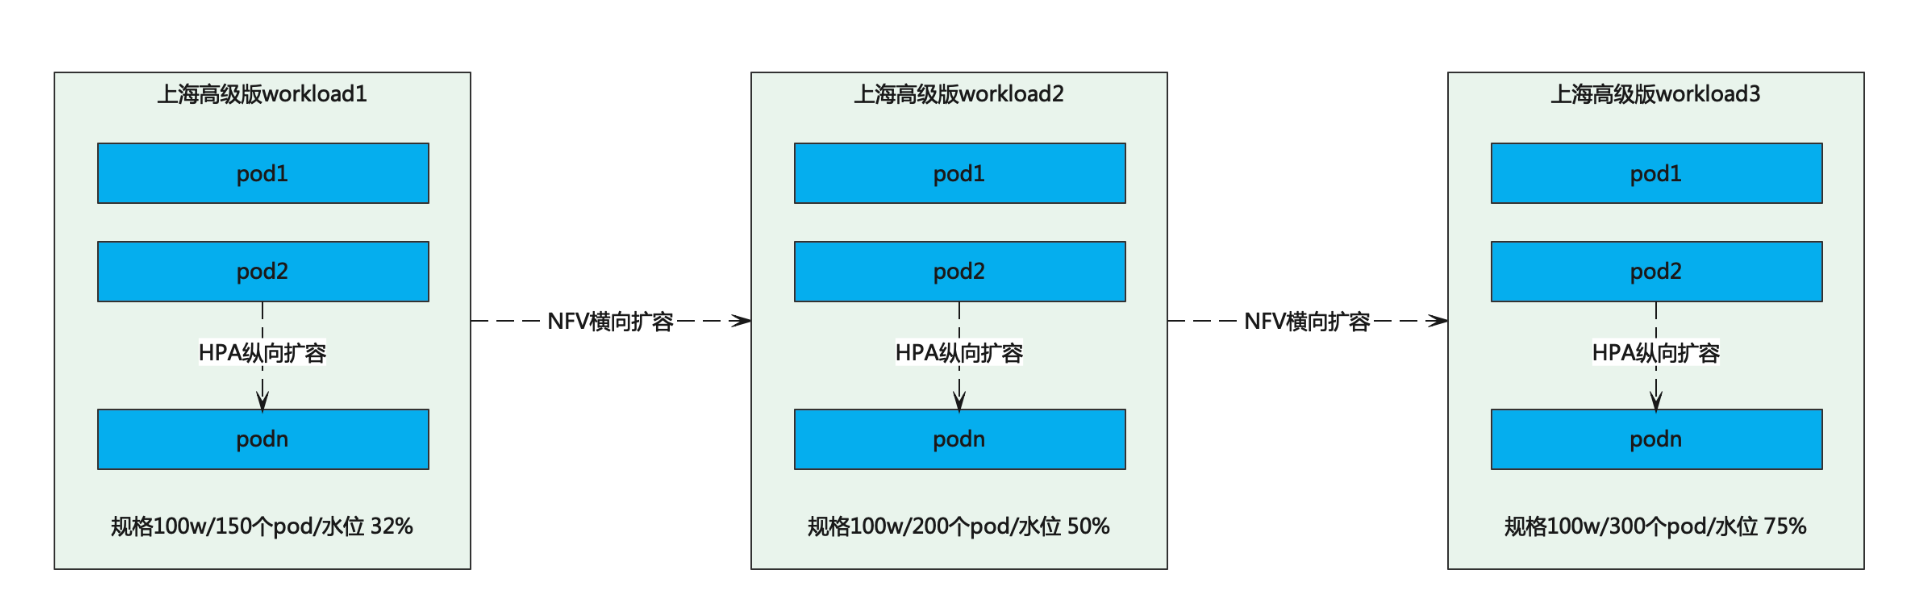 上海高级版workload1
pod1
pod2
HPA纵向扩容
podn
规格100w/150个pod/水位 32%
NFV横向扩容
上海高级版workload2
pod1
pod2
HPA纵向扩容
podn
规格100w/200个pod/水位 50%
NFV横向扩容
上海高级版workload3
pod1
pod2
HPA纵向扩容
podn
规格100w/300个pod/水位 75%